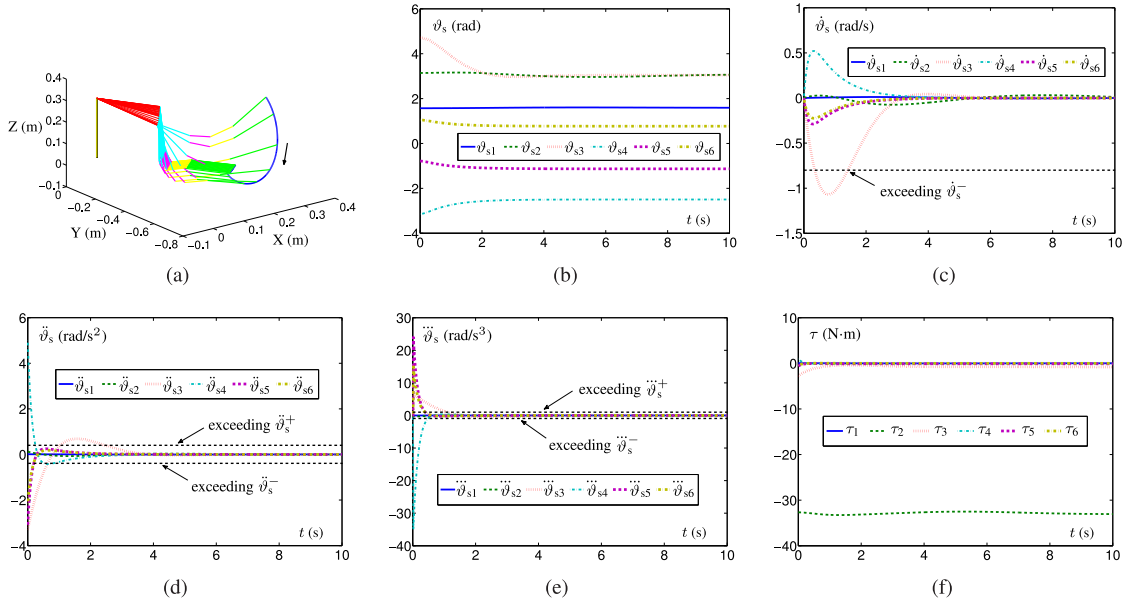 0.4
0.3
0.2
0.1
0
−0.1
Z (m)
0
−0.2
−0.4
−0.6
−0.8
Y (m)
−0.1
0
0.1
0.2
0.3
0.4
X (m)
(a)
ϑs (rad)
6
4
2
0
−2
−4
ϑs1 ϑs2 ϑs3 ϑs4 ϑs5 ϑs6
t (s)
0 2 4 6 8 10
(b)
ϑ̇s (rad/s)
1
0.5
0
−0.5
−1
−1.5
ϑ̇s1 ϑ̇s2 ϑ̇s3 ϑ̇s4 ϑ̇s5 ϑ̇s6
exceeding ϑ̇s−
t (s)
0 2 4 6 8 10
(c)
ϑ̈s (rad/s²)
6
4
2
0
−2
−4
ϑ̈s1 ϑ̈s2 ϑ̈s3 ϑ̈s4 ϑ̈s5 ϑ̈s6
exceeding ϑ̈s+
exceeding ϑ̈s−
t (s)
0 2 4 6 8 10
(d)
ϑ⃛s (rad/s³)
30
20
10
0
−10
−20
−30
−40
exceeding ϑ⃛s+
exceeding ϑ⃛s−
ϑ⃛s1 ϑ⃛s2 ϑ⃛s3 ϑ⃛s4 ϑ⃛s5 ϑ⃛s6
t (s)
0 2 4 6 8 10
(e)
τ (N·m)
10
0
−10
−20
−30
−40
τ1 τ2 τ3 τ4 τ5 τ6
t (s)
0 2 4 6 8 10
(f)